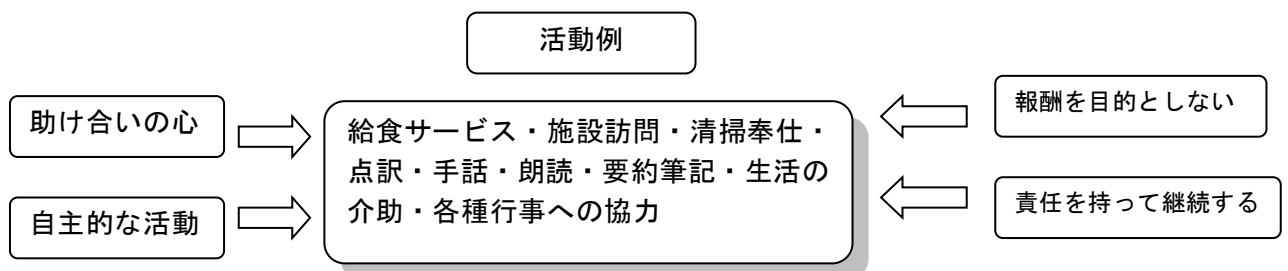 活動例
助け合いの心
自主的な活動
給食サービス・施設訪問・清掃奉仕・
点訳・手話・朗読・要約筆記・生活の
介助・各種行事への協力
報酬を目的としない
責任を持って継続する